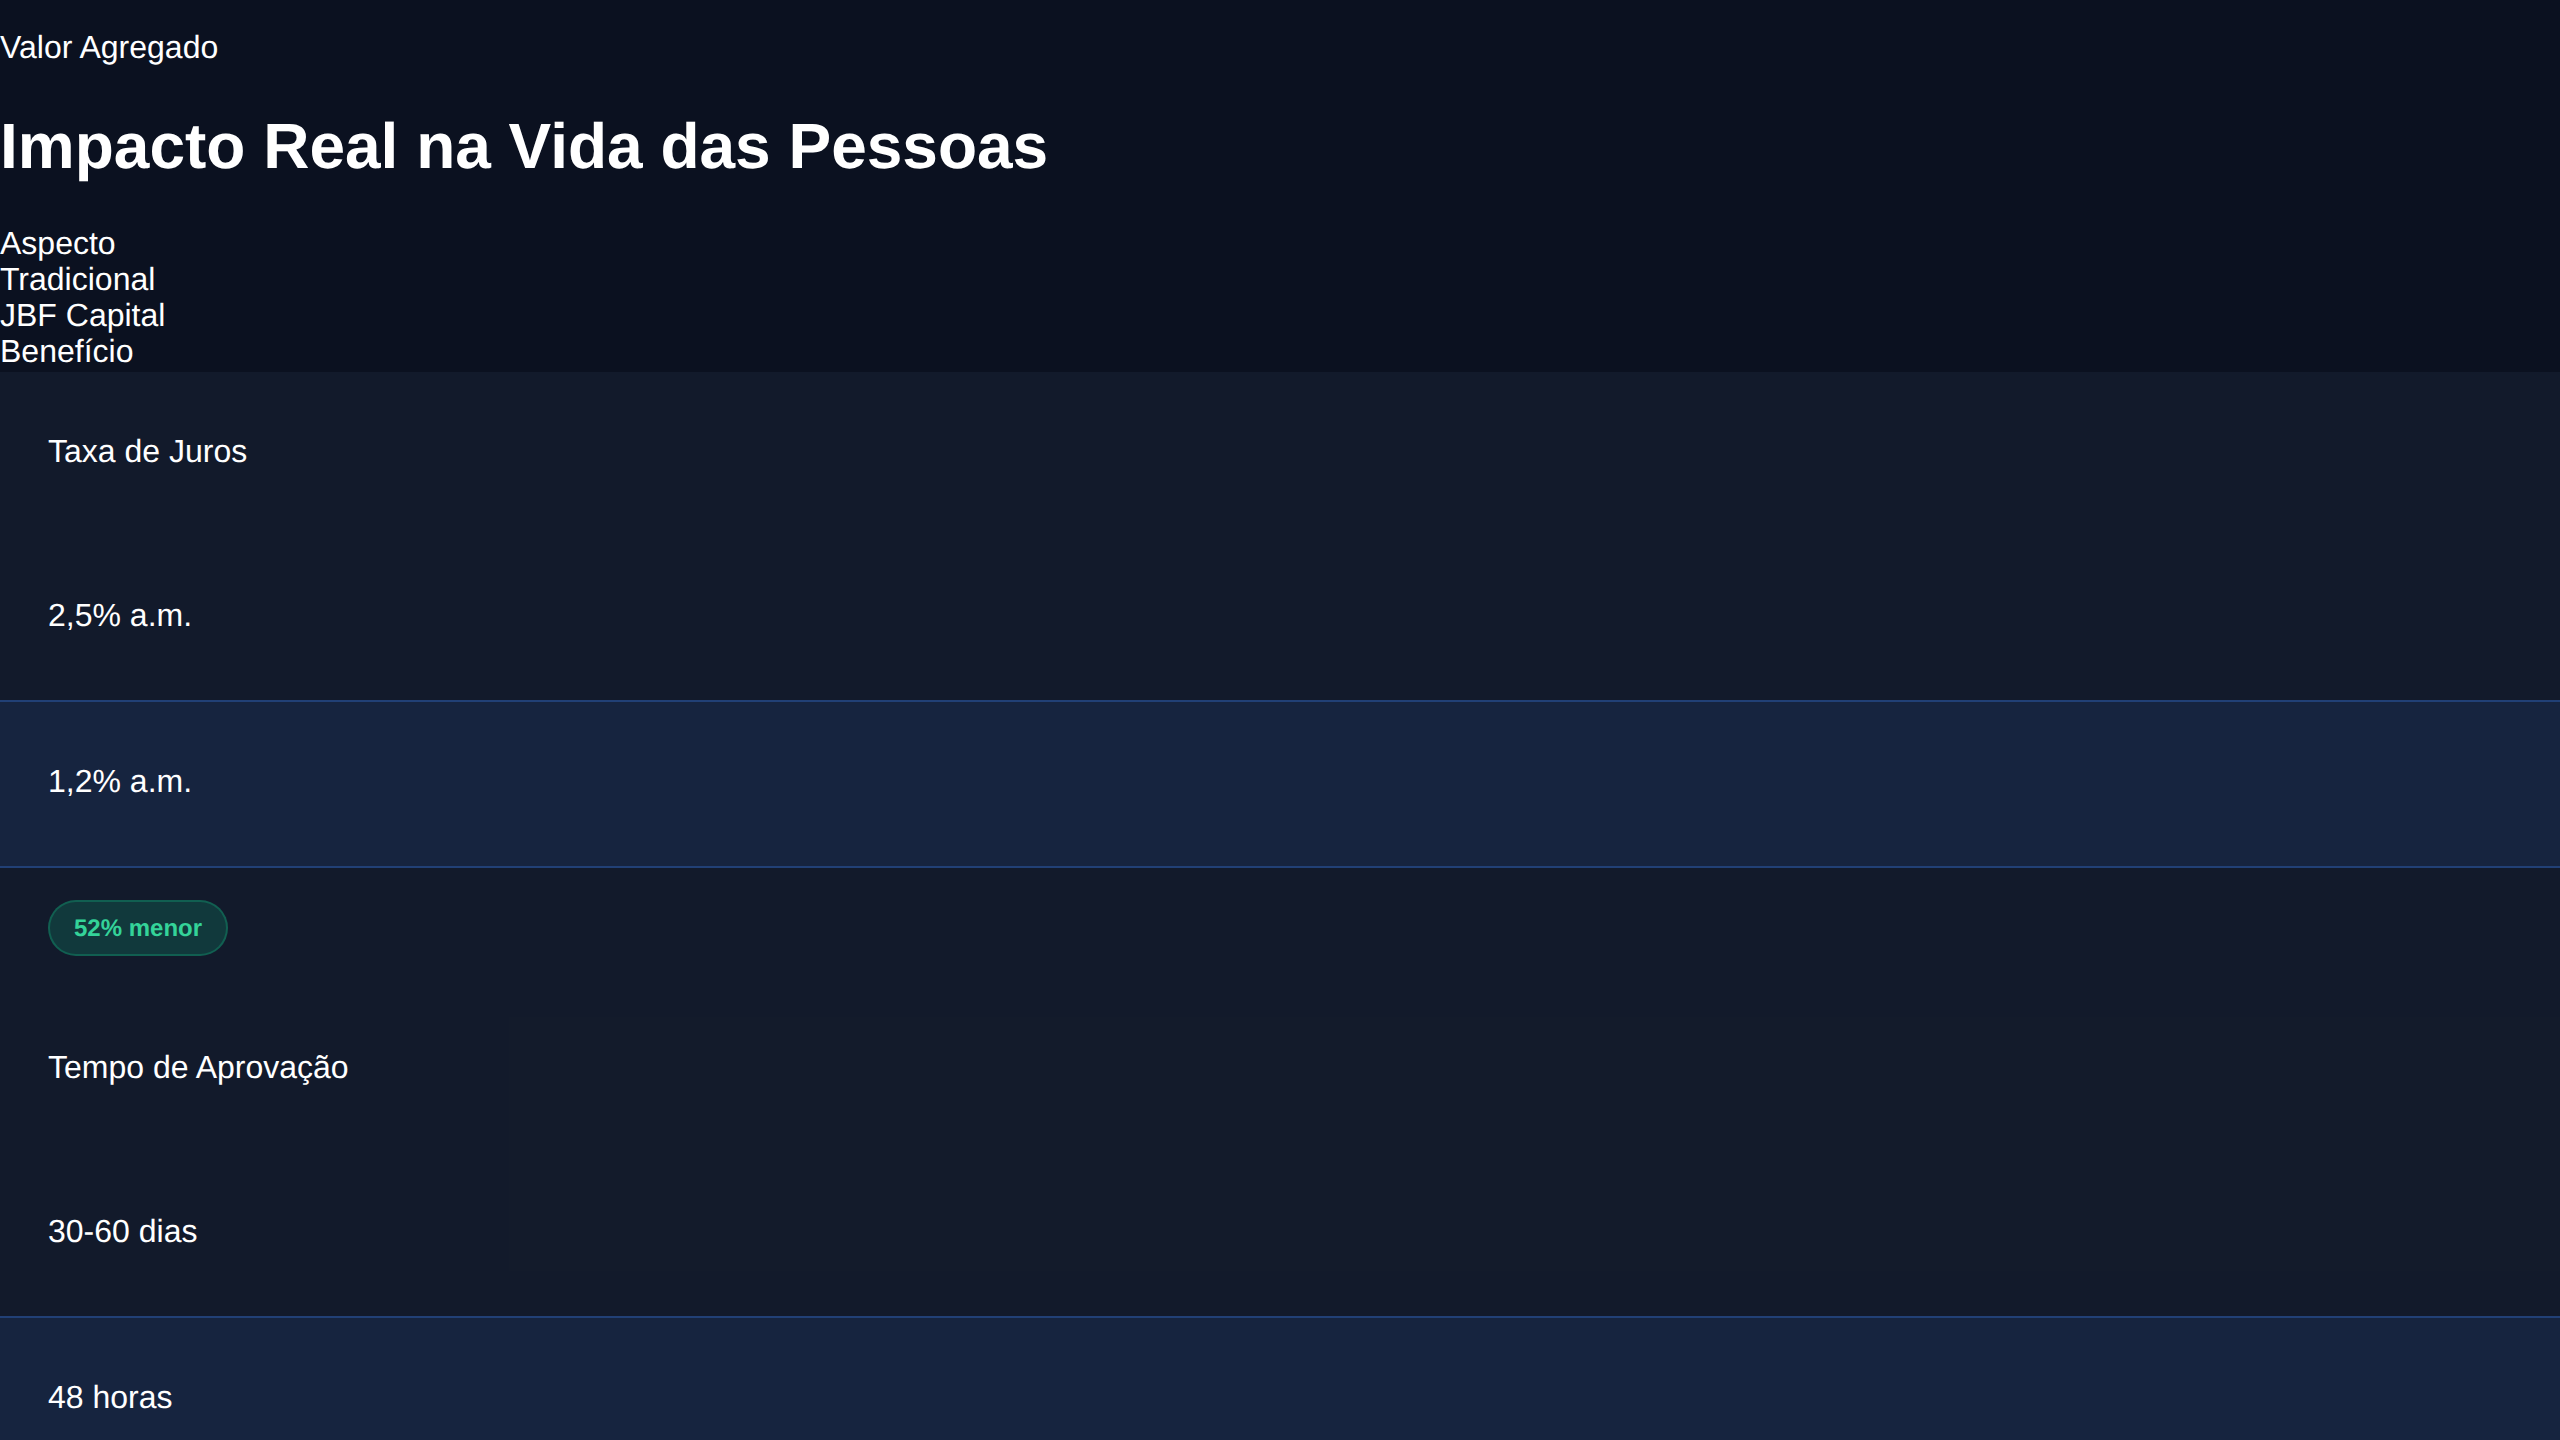 Valor Agregado
Impacto Real na Vida das Pessoas
Aspecto
Tradicional
JBF Capital
Benefício
Taxa de Juros
2,5% a.m.
1,2% a.m.
52% menor
Tempo de Aprovação
30-60 dias
48 horas